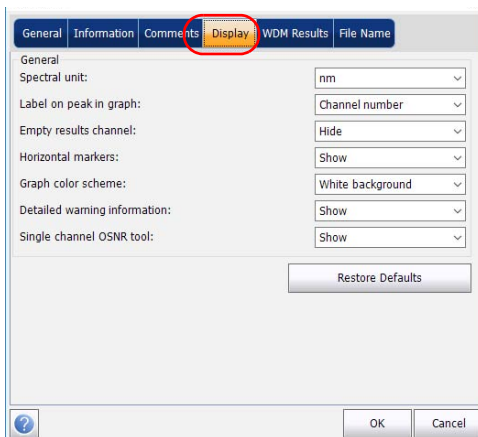 General Information Comments Display WDM Results File Name
General
Spectral unit: nm
Label on peak in graph: Channel number
Empty results channel: Hide
Horizontal markers: Show
Graph color scheme: White background
Detailed warning information: Show
Single channel OSNR tool: Show
Restore Defaults
? OK Cancel